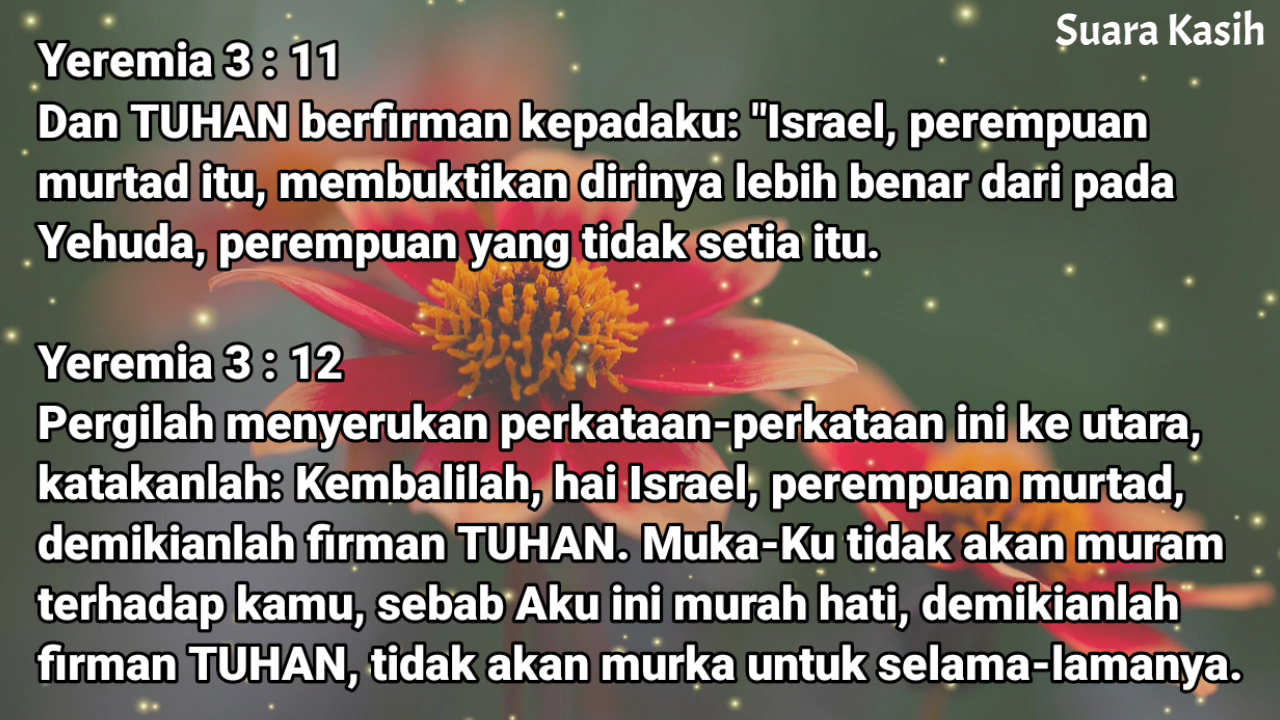 Suara Kasih
Yeremia 3 : 11
Dan TUHAN berfirman kepadaku: "Israel, perempuan
murtad itu, membuktikan dirinya lebih benar dari pada
Yehuda, perempuan yang tidak setia itu.
Yeremia 3 : 12
Pergilah menyerukan perkataan-perkataan ini ke utara,
katakanlah: Kembalilah, hai Israel, perempuan murtad,
demikianlah firman TUHAN. Muka-Ku tidak akan muram
terhadap kamu, sebab Aku ini murah hati, demikianlah
firman TUHAN, tidak akan murka untuk selama-lamanya.